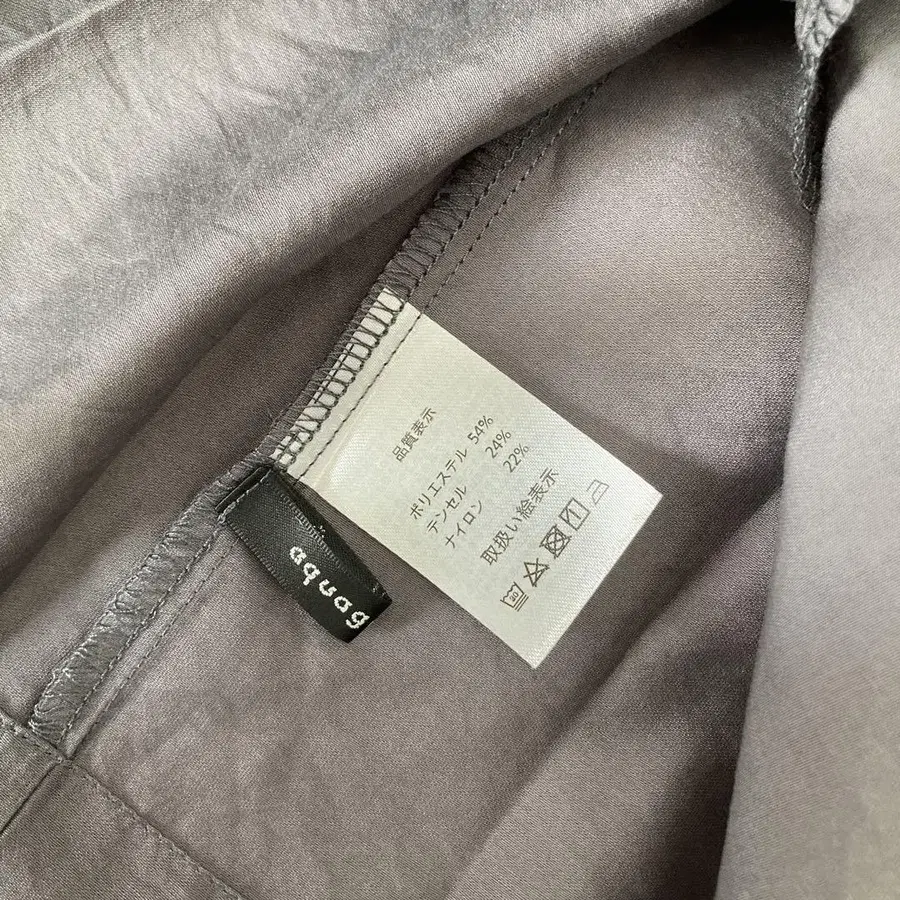 品質表示
ポリエステル 54%
テンセル 24%
ナイロン 22%
取扱い絵表示